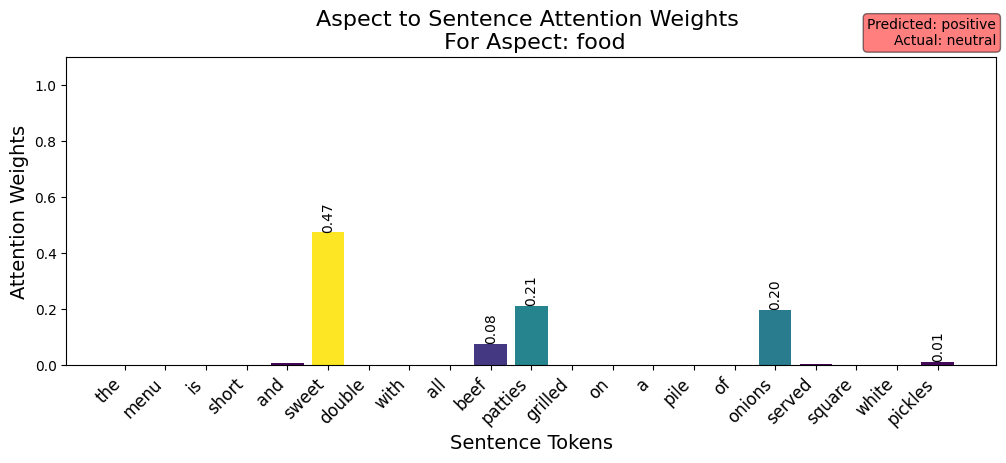 Aspect to Sentence Attention Weights
For Aspect: food
Predicted: positive
Actual: neutral
Attention Weights
1.0
0.8
0.6
0.4
0.2
0.0
0.47
0.08
0.21
0.20
0.01
the
menu
is
short
and
sweet
double
with
all
beef
patties
grilled
on
a
pile
of
onions
served
square
white
pickles
Sentence Tokens